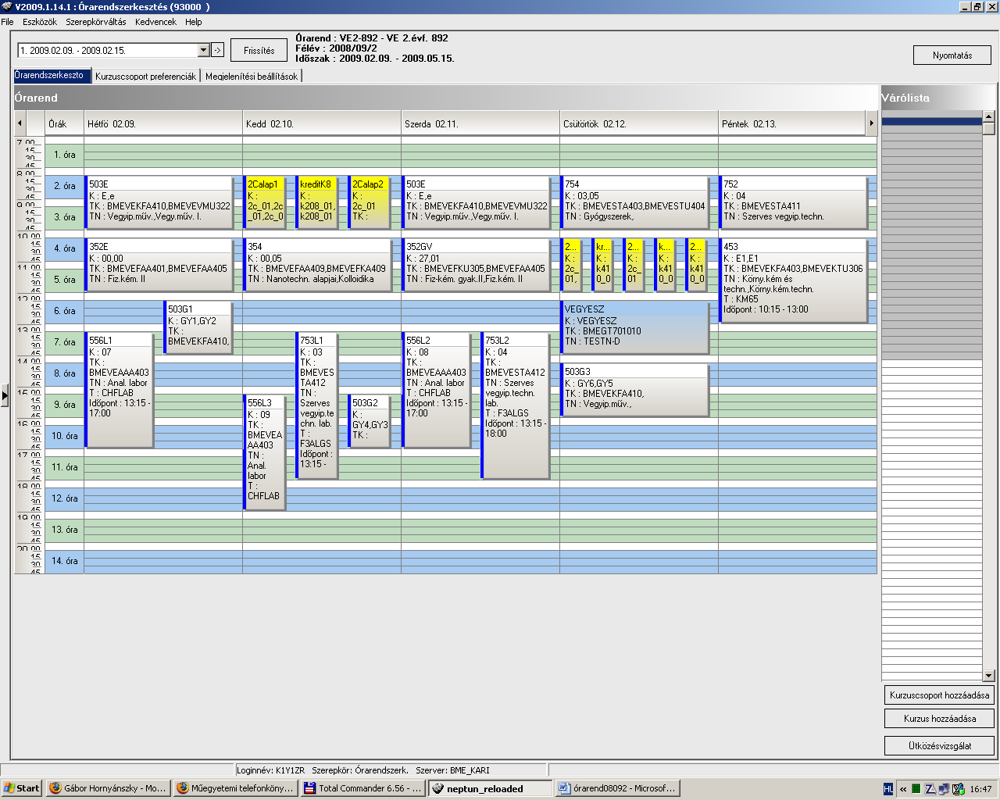 V2009.1.14.1 : Órarendszerkesztés (93000 )
File Eszközök Szerepkörváltás Kedvencek Help
1. 2009.02.09. - 2009.02.15.
->
Frissítés
Órarend : VE2-892 - VE 2.évf. 892
Félév : 2008/09/2
Időszak : 2009.02.09. - 2009.05.15.
Nyomtatás
Órarendszerkeszto
Kurzuscsoport preferenciák
Megjelenítési beállítások
Órarend
Várólista
Órák
Hétfő 02.09.
Kedd 02.10.
Szerda 02.11.
Csütörtök 02.12.
Péntek 02.13.
1. óra
2. óra
3. óra
4. óra
5. óra
6. óra
7. óra
8. óra
9. óra
10. óra
11. óra
12. óra
13. óra
14. óra
503E
K : E,e
TK : BMEVEKFA410,BMEVEVMU322
TN : Vegyip.műv.,Vegy.műv. I.
2Calap1
K :
2c_01,2c
_01,2c_0
kreditK8
K :
k208_01,
k208_01
2Calap2
K :
2c_01
TK :
503E
K : E,e
TK : BMEVEKFA410,BMEVEVMU322
TN : Vegyip.műv.,Vegy.műv. I.
754
K : 03,05
TK : BMEVESTA403,BMEVESTU404
TN : Gyógyszerek,
752
K : 04
TK : BMEVESTA411
TN : Szerves vegyip.techn.
352E
K : 00,00
TK : BMEVEFAA401,BMEVEFAA405
TN : Fiz.kém. II
354
K : 00,05
TK : BMEVEFAA409,BMEFKA409
TN : Nanotechn. alapjai,Kolloidika
352GV
K : 27,01
TK : BMEVEFKU305,BMEVEFAA405
TN : Fiz-kém. gyak.II,Fiz.kém. II
2...
K :
2c_
01,
kr...
K :
k41
0_0
2...
K :
2c_
01
k...
K :
k41
0_0
2...
K :
k41
0_0
453
K : E1,E1
TK : BMEVEKFA403,BMEVEKTU306
TN : Körny.kém és
techn.,Körny.kém.techn.
T : KM65
Időpont : 10:15 - 13:00
503G1
K : GY1,GY2
TK :
BMEVEKFA410,
VEGYESZ
K : VEGYESZ
TK : BMEGT701010
TN : TESTN-D
556L1
K : 07
TK :
BMEVEAAA403
TN : Anal. labor
T : CHFLAB
Időpont : 13:15 -
17:00
753L1
K : 03
TK :
BMEVES
TA412
TN :
Szerves
vegyip.te
chn. lab.
T :
F3ALGS
Időpont :
13:15 -
556L2
K : 08
TK :
BMEVEAAA403
TN : Anal. labor
T : CHFLAB
Időpont : 13:15 -
17:00
753L2
K : 04
TK :
BMEVESTA412
TN : Szerves
vegyip.techn.
lab.
T : F3ALGS
Időpont : 13:15 -
18:00
503G3
K : GY6,GY5
TK : BMEVEKFA410,
TN : Vegyip.műv.,
556L3
K : 09
TK :
BMEVEA
AA403
TN :
Anal.
labor
T :
CHFLAB
503G2
K :
GY4,GY3
TK :
Kurzuscsoport hozzáadása
Kurzus hozzáadása
Ütközésvizsgálat
Loginnév: K1Y1ZR Szerepkör: Órarendszerk. Szerver: BME_KARI
Start
Gábor Hornyánszky - Mo...
Műegyetemi telefonköny...
Total Commander 6.56 - ...
neptun_reloaded
órarend08092 - Microsof...
HU
«
16:47